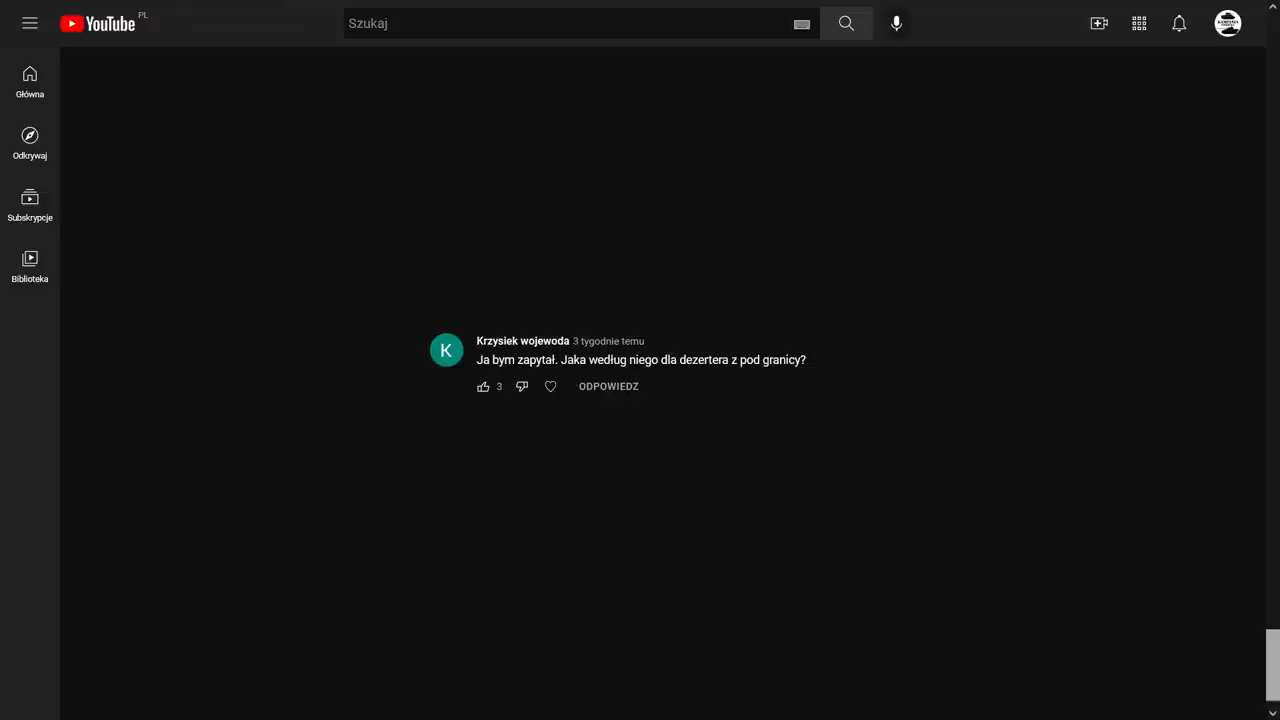 YouTube PL
Szukaj
Główna
Odkrywaj
Subskrypcje
Biblioteka
K
Krzysiek wojewoda 3 tygodnie temu
Ja bym zapytał. Jaka według niego dla dezertera z pod granicy?
3 ODPOWIEDZ